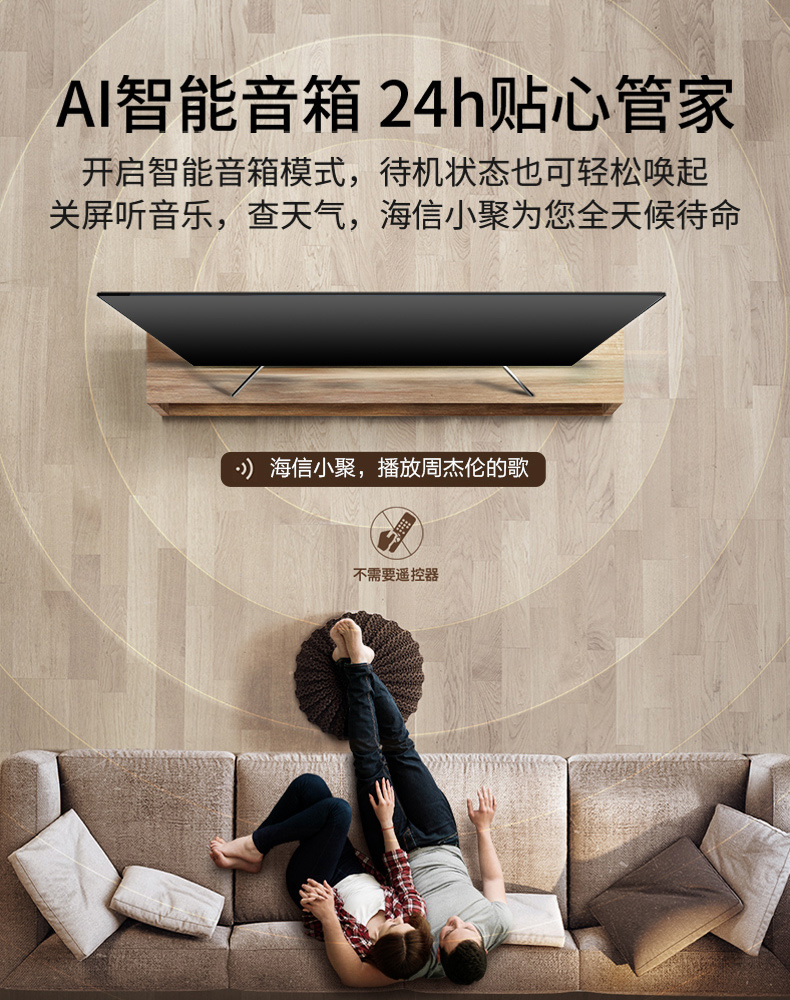 AI智能音箱 24h贴心管家
开启智能音箱模式，待机状态也可轻松唤起
关屏听音乐，查天气，海信小聚为您全天候待命
海信小聚，播放周杰伦的歌
不需要遥控器